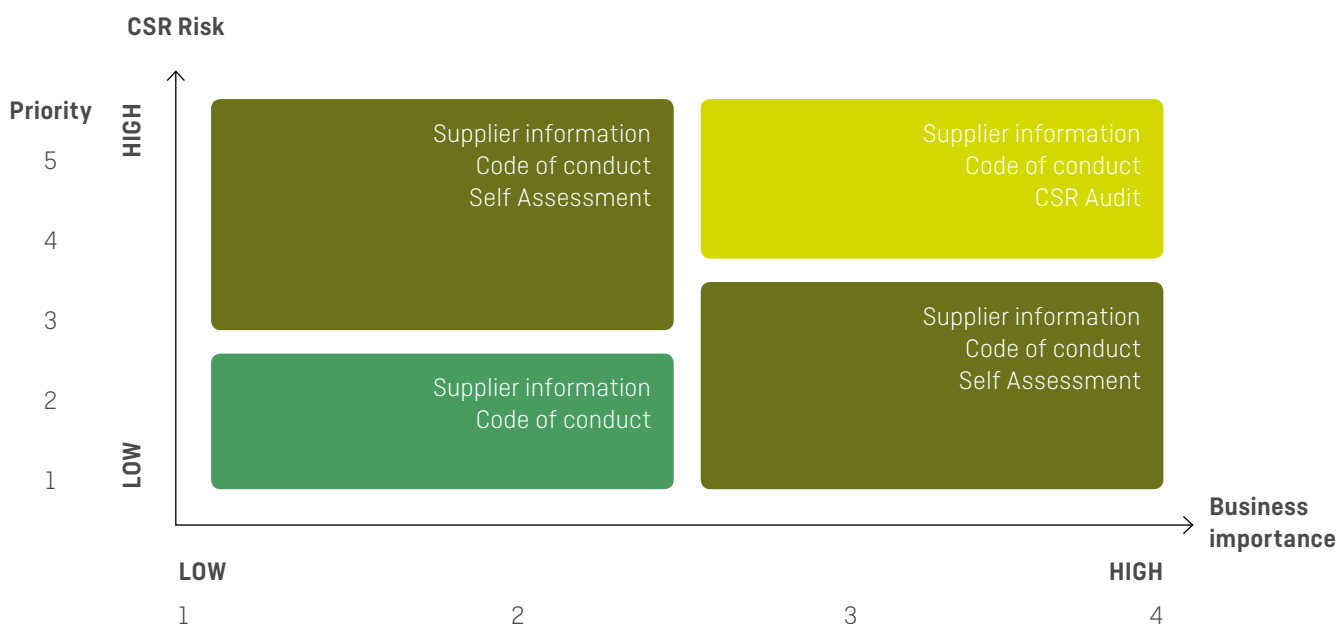 CSR Risk
Priority
HIGH
5
4
3
2
1
LOW
Supplier information
Code of conduct
Self Assessment
Supplier information
Code of conduct
CSR Audit
Supplier information
Code of conduct
Supplier information
Code of conduct
Self Assessment
Business
importance
LOW
HIGH
1
2
3
4